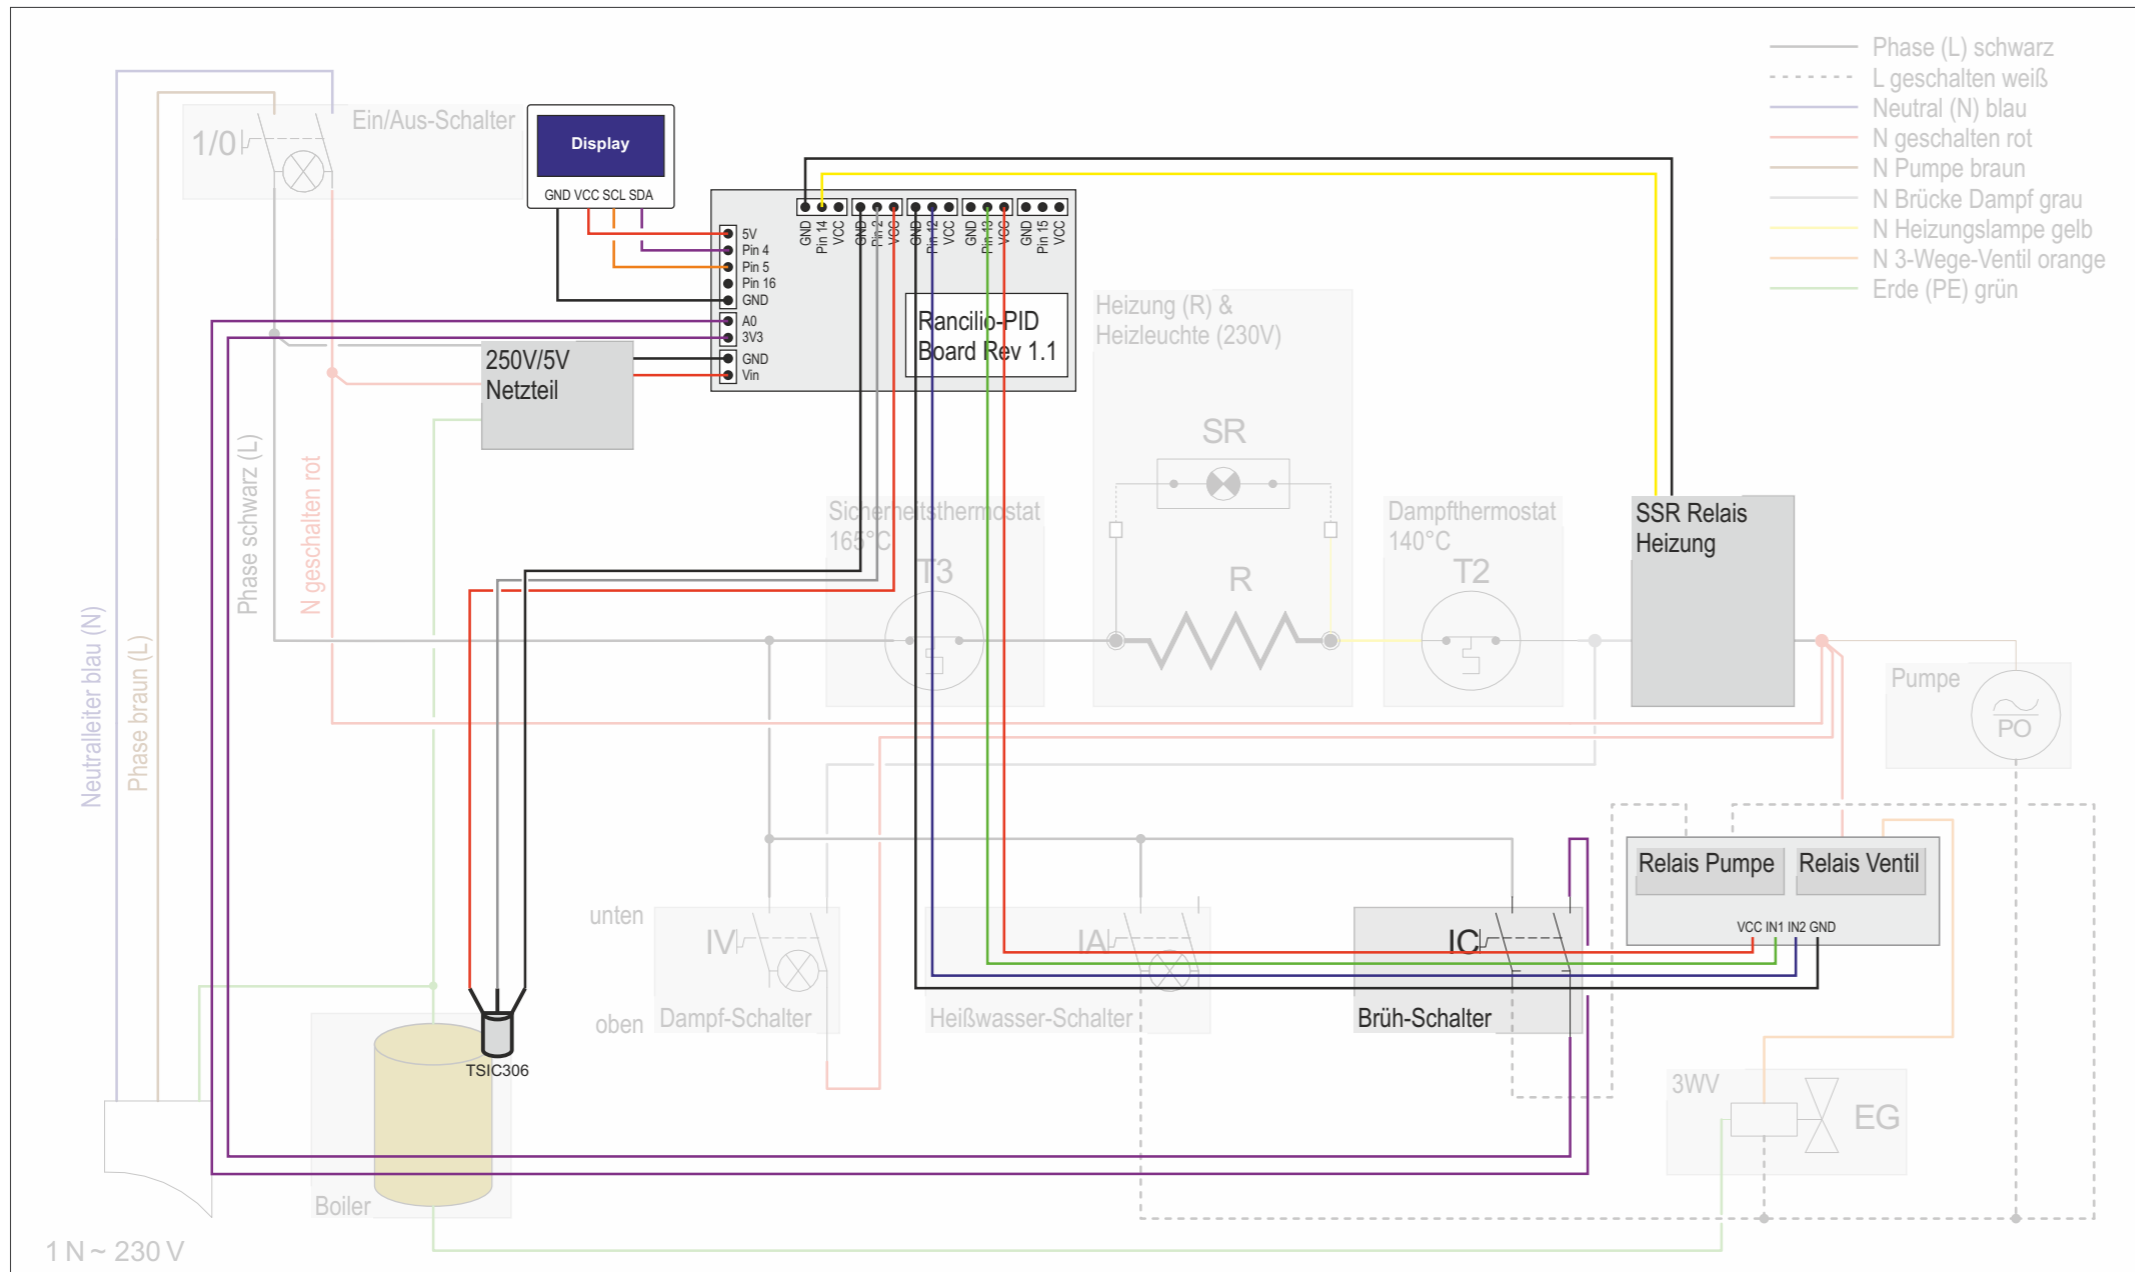 Phase (L) schwarz
L geschalten weiß
Neutral (N) blau
N geschalten rot
N Pumpe braun
N Brücke Dampf grau
N Heizungslampe gelb
N 3-Wege-Ventil orange
Erde (PE) grün
1/0
Ein/Aus-Schalter
Display
GND VCC SCL SDA
GND
Pin 14
VCC
GND
Pin 2
VCC
GND
Pin 12
VCC
GND
Pin 13
VCC
GND
Pin 15
VCC
5V
Pin 4
Pin 5
Pin 16
GND
A0
3V3
GND
Vin
Rancilio-PID
Board Rev 1.1
250V/5V
Netzteil
Heizung (R) &
Heizleuchte (230V)
SR
R
Sicherheitsthermostat
165°C
T3
Dampfthermostat
140°C
T2
SSR Relais
Heizung
Phase schwarz (L)
N geschalten rot
Neutralleiter blau (N)
Phase braun (L)
Pumpe
PO
Relais Pumpe
Relais Ventil
VCC IN1 IN2 GND
unten
oben
IV
Dampf-Schalter
IA
Heißwasser-Schalter
IC
Brüh-Schalter
TSIC306
Boiler
3WV
EG
1 N ~ 230 V